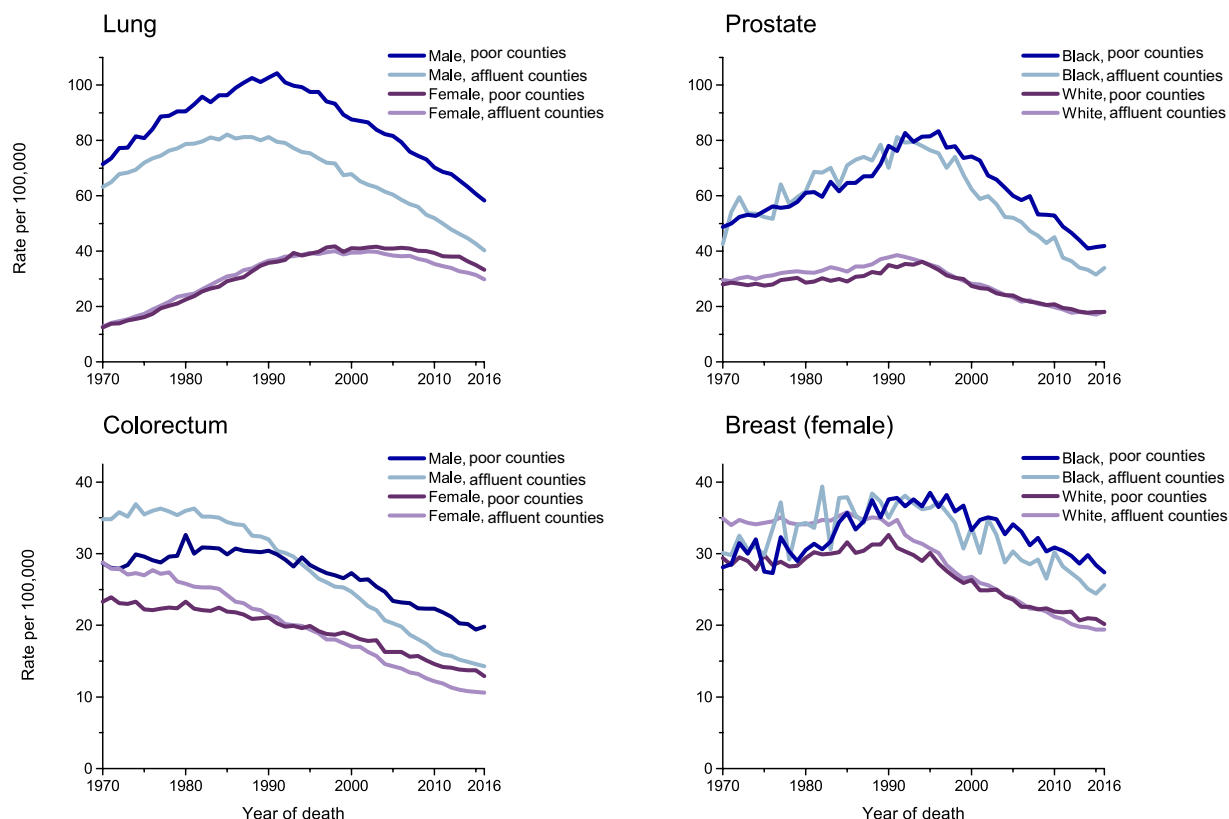 Lung
Male, poor counties
Male, affluent counties
Female, poor counties
Female, affluent counties
Rate per 100,000
100
80
60
40
20
0
1970
1980
1990
2000
2010
2016
Prostate
Black, poor counties
Black, affluent counties
White, poor counties
White, affluent counties
100
80
60
40
20
0
1970
1980
1990
2000
2010
2016
Colorectum
Male, poor counties
Male, affluent counties
Female, poor counties
Female, affluent counties
Rate per 100,000
40
30
20
10
0
1970
1980
1990
2000
2010
2016
Year of death
Breast (female)
Black, poor counties
Black, affluent counties
White, poor counties
White, affluent counties
40
30
20
10
0
1970
1980
1990
2000
2010
2016
Year of death